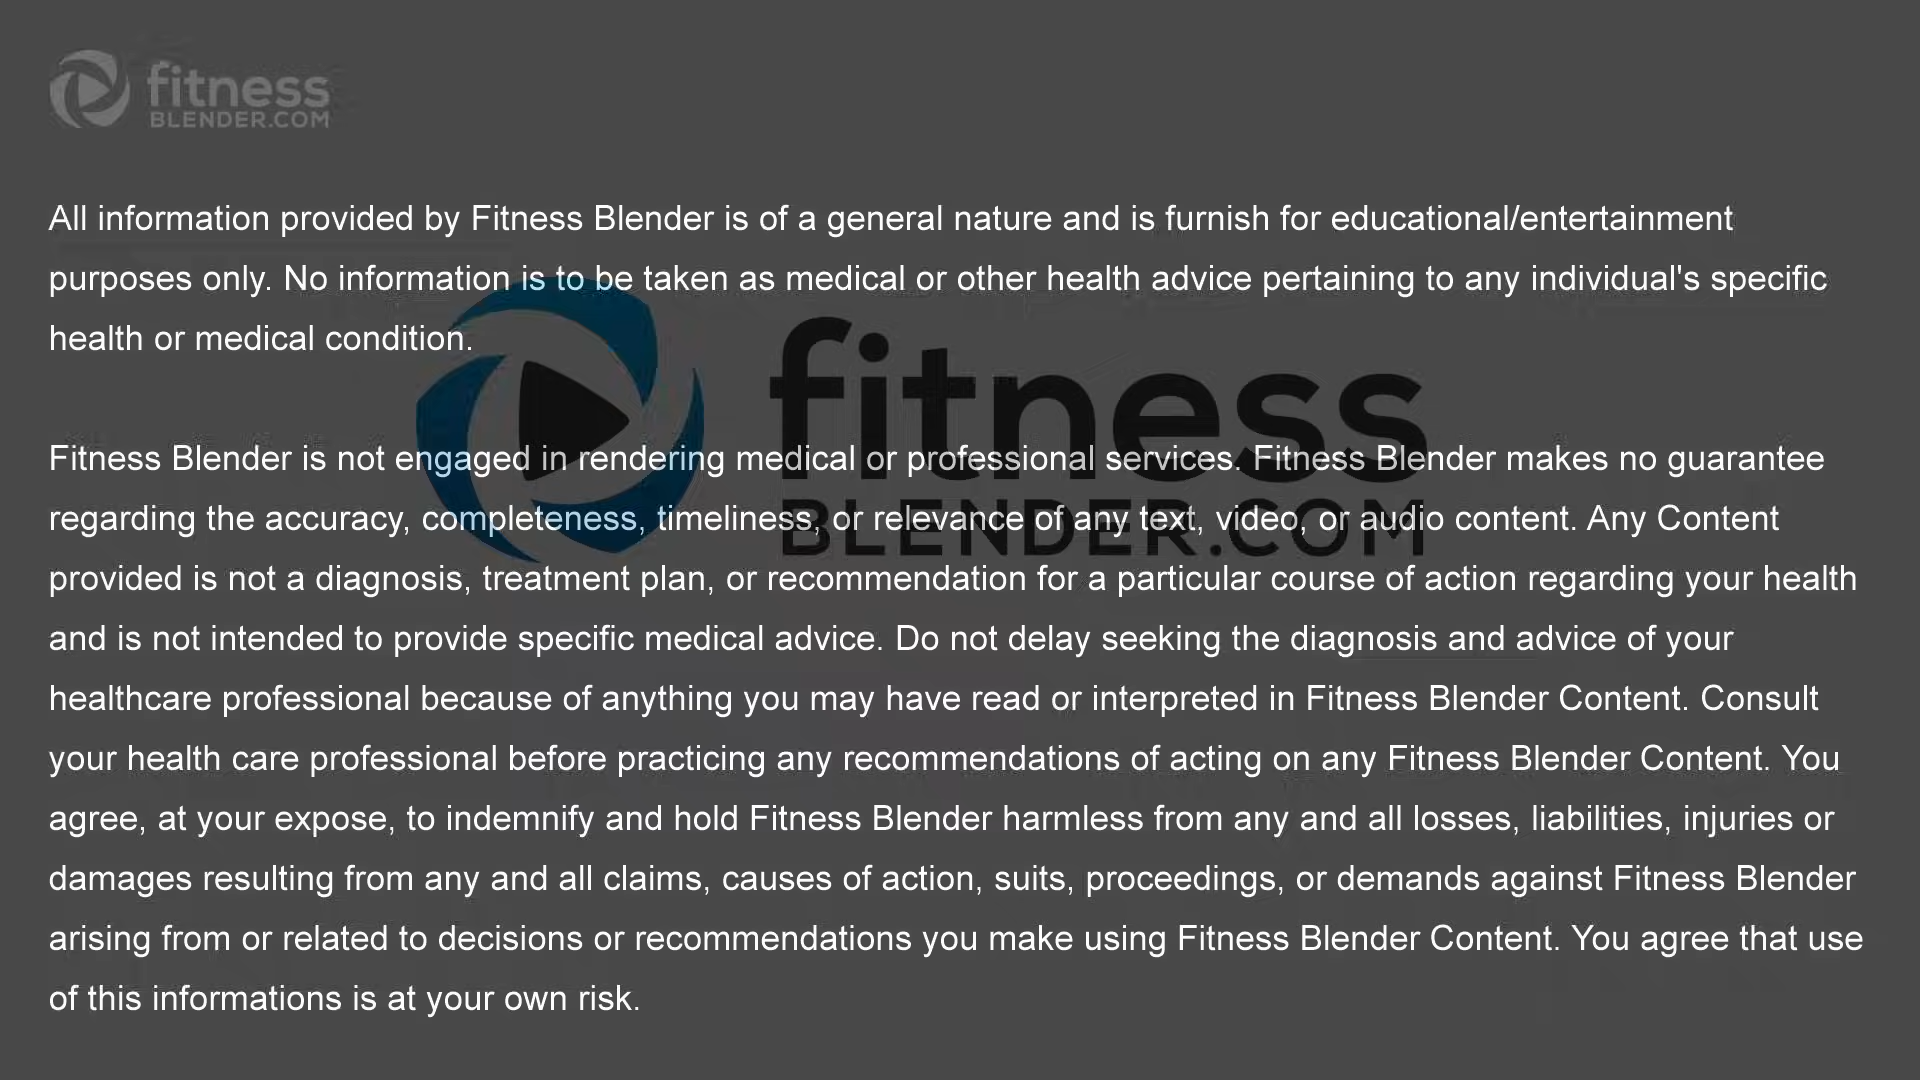 fitness
BLENDER.COM
All information provided by Fitness Blender is of a general nature and is furnish for educational/entertainment
purposes only. No information is to be taken as medical or other health advice pertaining to any individual's specific
health or medical condition.
fitness
BLENDER.COM
Fitness Blender is not engaged in rendering medical or professional services. Fitness Blender makes no guarantee
regarding the accuracy, completeness, timeliness, or relevance of any text, video, or audio content. Any Content
provided is not a diagnosis, treatment plan, or recommendation for a particular course of action regarding your health
and is not intended to provide specific medical advice. Do not delay seeking the diagnosis and advice of your
healthcare professional because of anything you may have read or interpreted in Fitness Blender Content. Consult
your health care professional before practicing any recommendations of acting on any Fitness Blender Content. You
agree, at your expose, to indemnify and hold Fitness Blender harmless from any and all losses, liabilities, injuries or
damages resulting from any and all claims, causes of action, suits, proceedings, or demands against Fitness Blender
arising from or related to decisions or recommendations you make using Fitness Blender Content. You agree that use
of this informations is at your own risk.